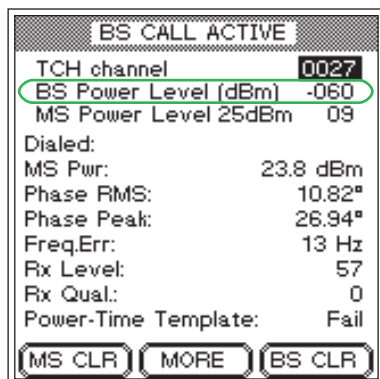 BS CALL ACTIVE
TCH channel 0027
BS Power Level (dBm) -060
MS Power Level 25dBm 09
Dialed:
MS Pwr: 23.8 dBm
Phase RMS: 10.82°
Phase Peak: 26.94°
Freq.Err: 13 Hz
Rx Level: 57
Rx Qual.: 0
Power-Time Template: Fail
MS CLR MORE BS CLR